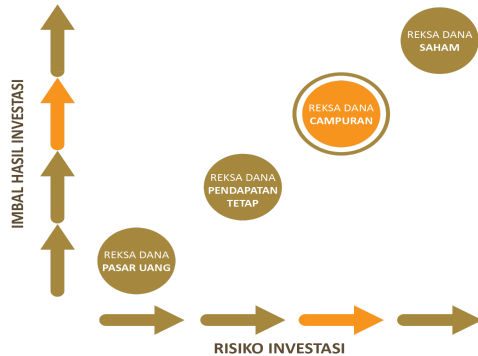 REKSA DANA
SAHAM
REKSA DANA
CAMPURAN
REKSA DANA
PENDAPATAN
TETAP
REKSA DANA
PASAR UANG
IMBAL HASIL INVESTASI
RISIKO INVESTASI